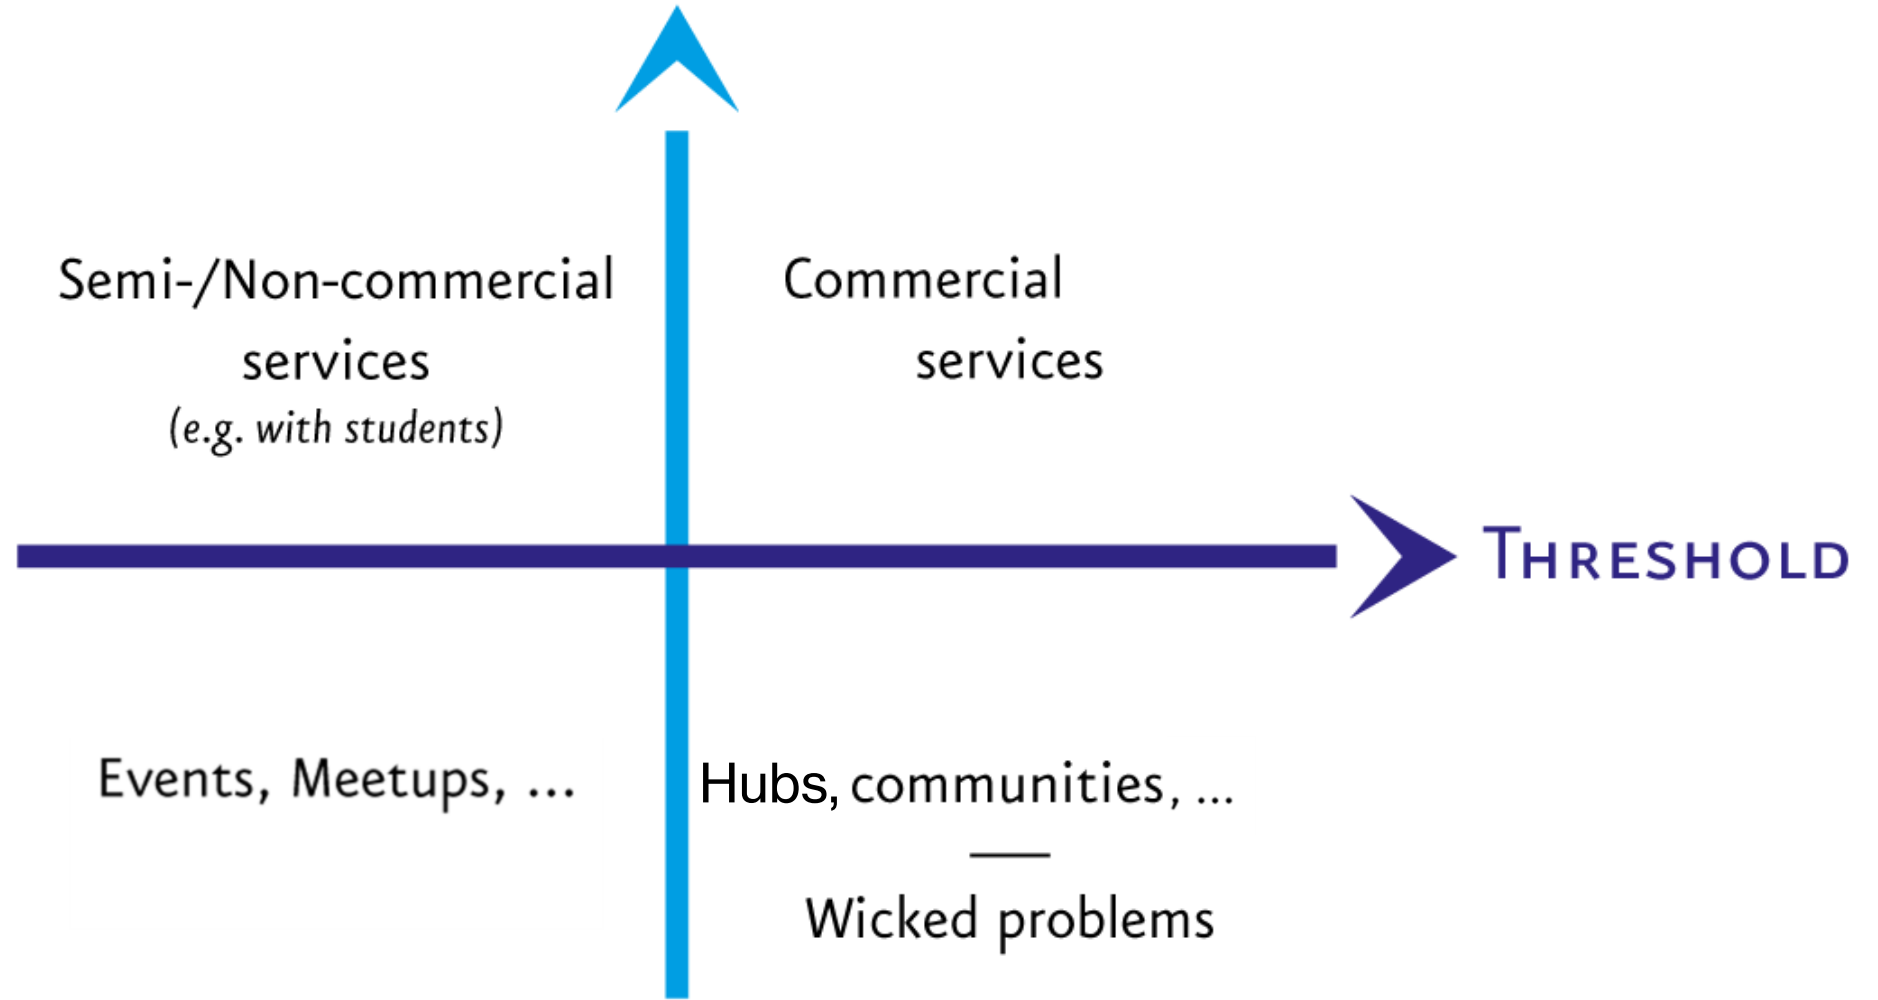 Semi-/Non-commercial
services
(e.g. with students)
Commercial
services
THRESHOLD
Events, Meetups, ...
Hubs, communities, ...
Wicked problems